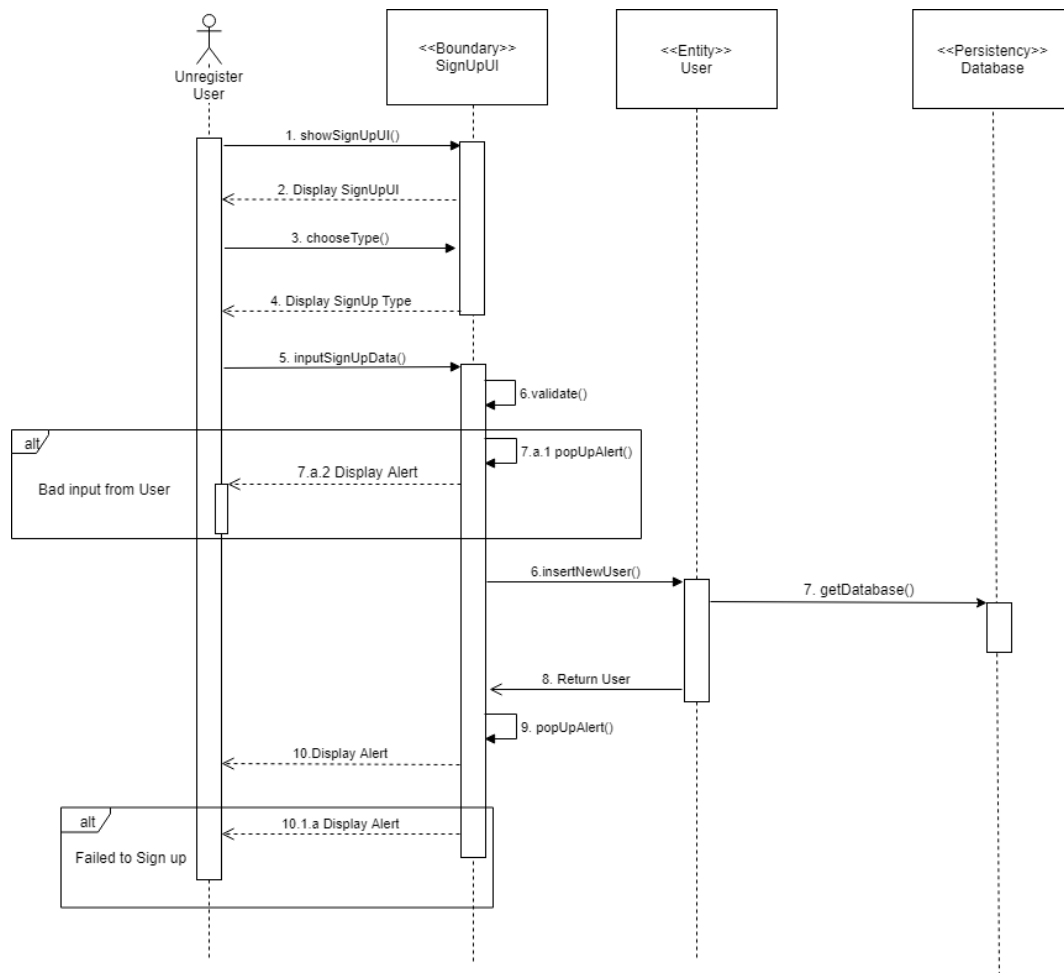 Unregister
User
<<Boundary>>
SignUpUI
<<Entity>>
User
<<Persistency>>
Database
1. showSignUpUI()
2. Display SignUpUI
3. chooseType()
4. Display SignUp Type
5. inputSignUpData()
6.validate()
alt
7.a.1 popUpAlert()
7.a.2 Display Alert
Bad input from User
6.insertNewUser()
7. getDatabase()
8. Return User
9. popUpAlert()
10.Display Alert
alt
10.1.a Display Alert
Failed to Sign up